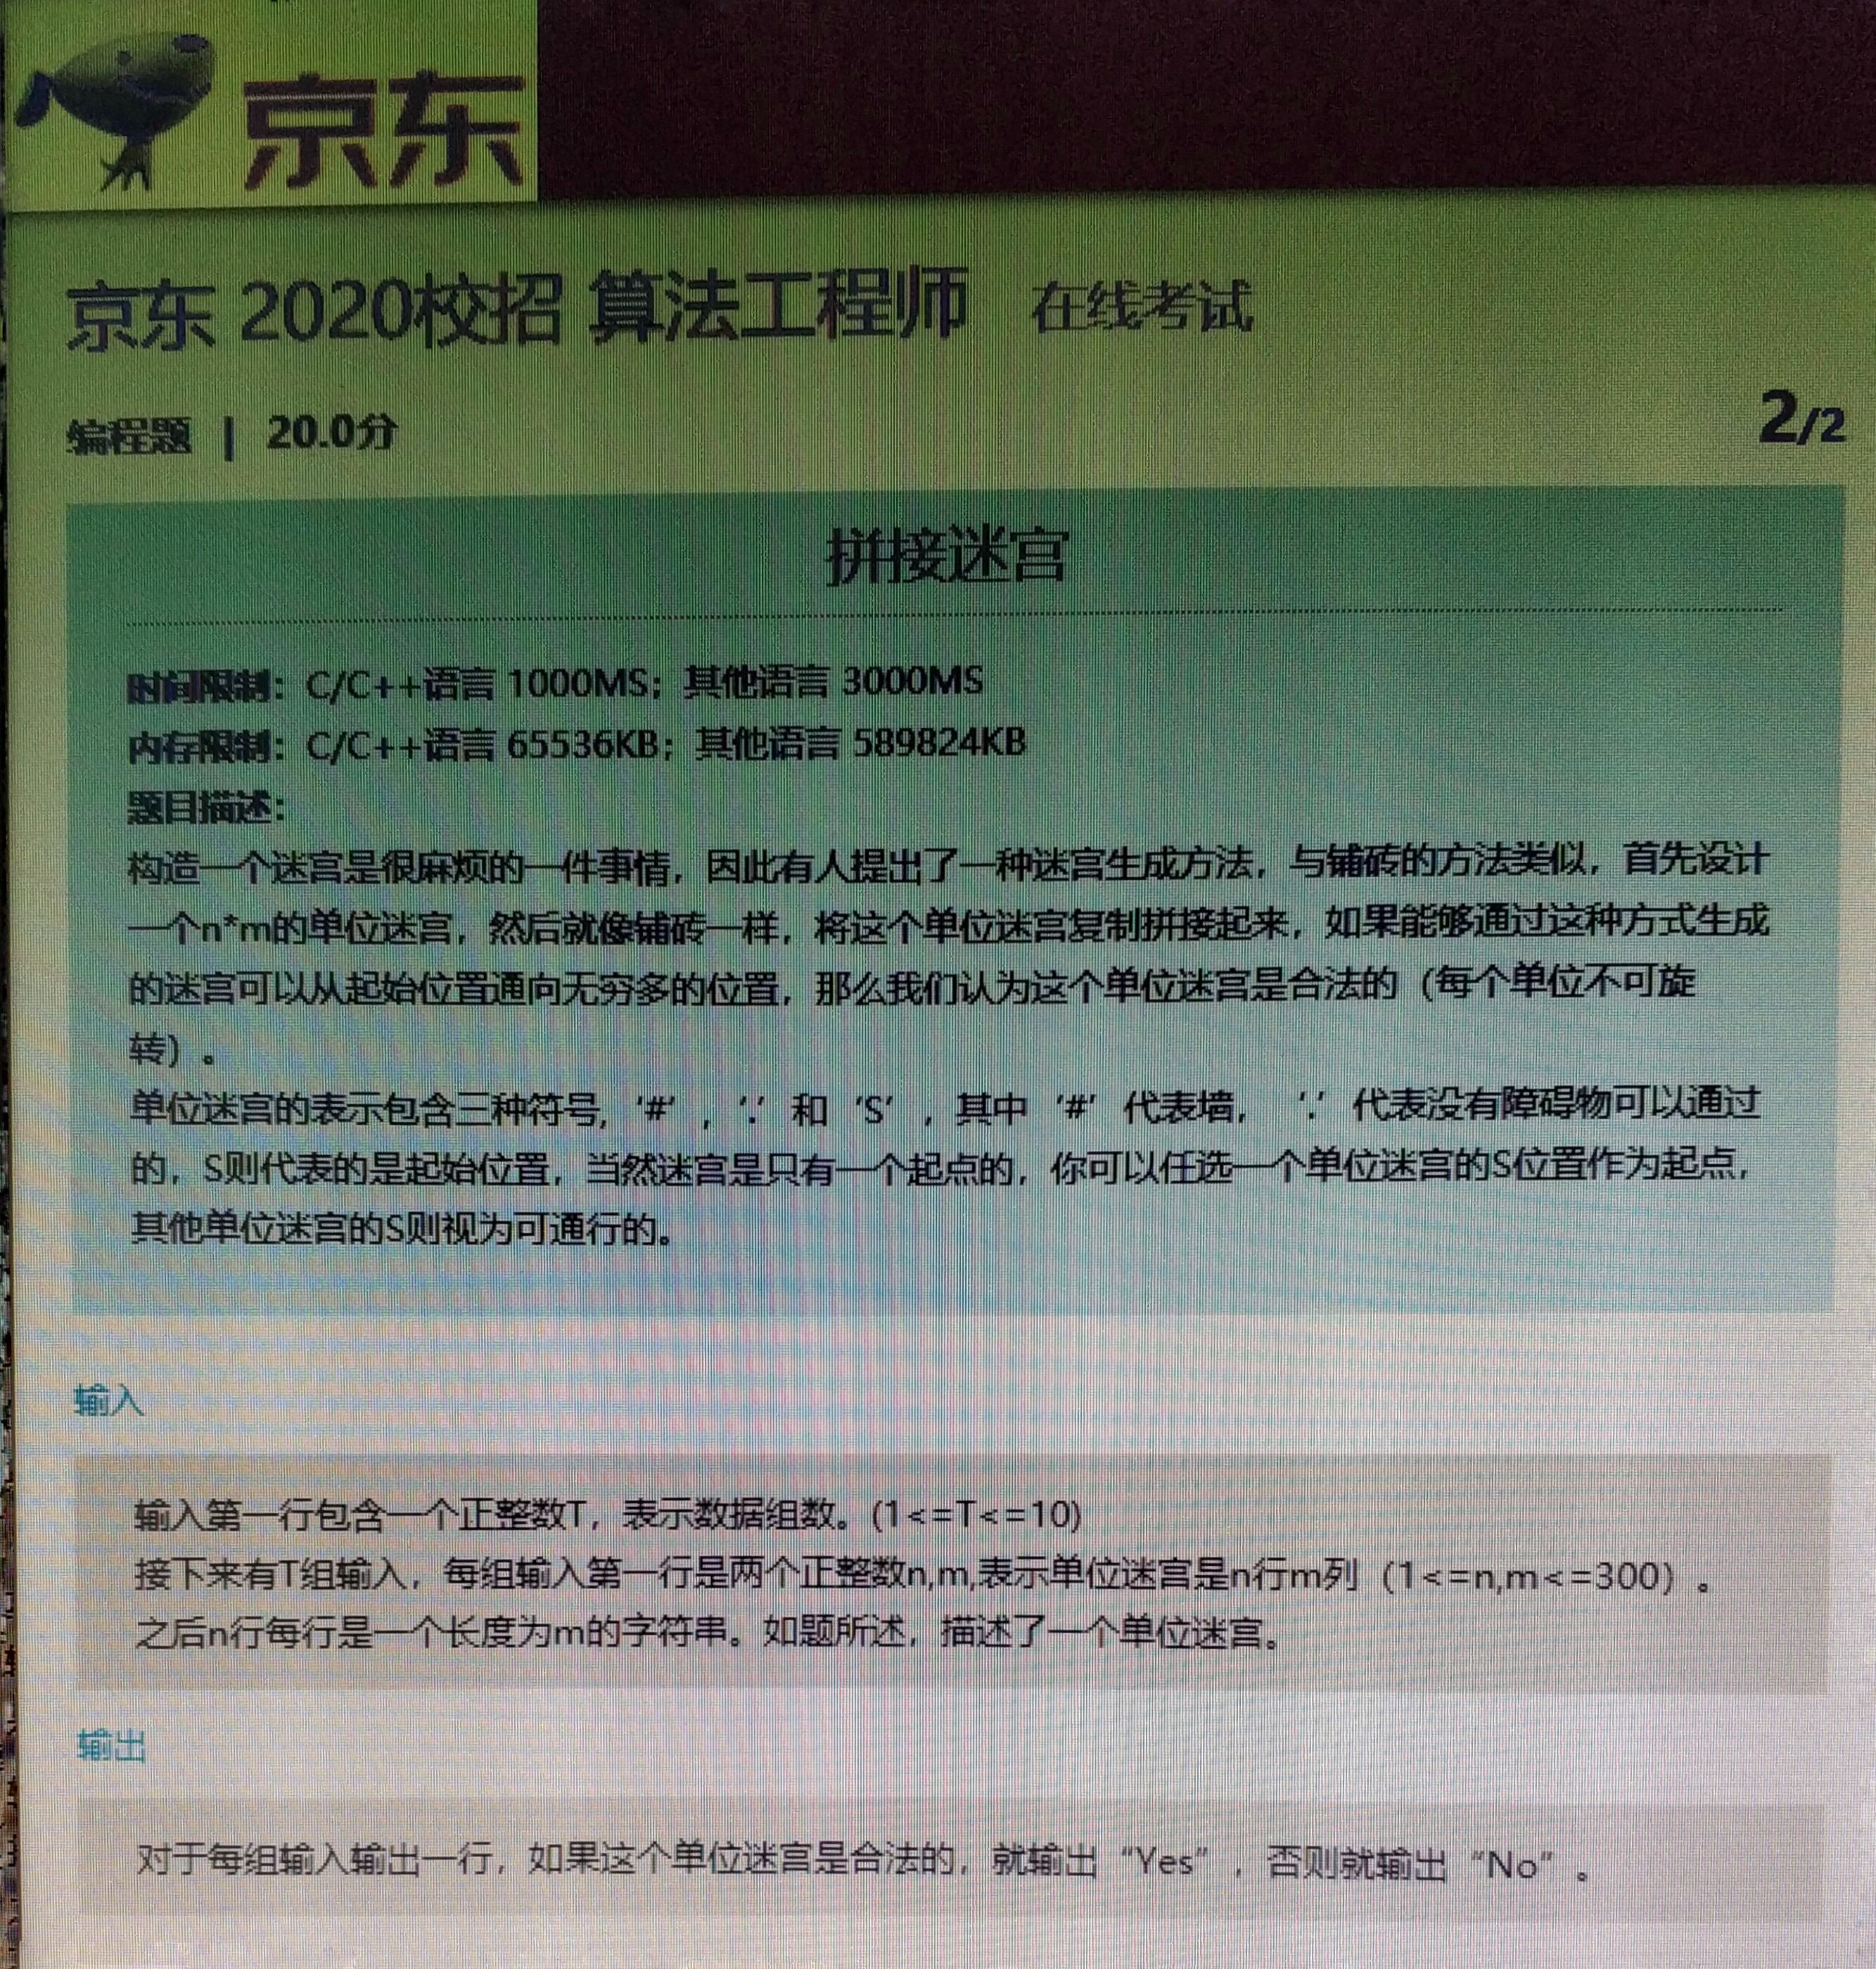 京东
京东 2020校招 算法工程师 在线考试
编程题 | 20.0分
2/2
拼接迷宫
时间限制：C/C++语言 1000MS；其他语言 3000MS
内存限制：C/C++语言 65536KB；其他语言 589824KB
题目描述：
构造一个迷宫是很麻烦的一件事情，因此有人提出了一种迷宫生成方法，与铺砖的方法类似，首先设计
一个n*m的单位迷宫，然后就像铺砖一样，将这个单位迷宫复制拼接起来，如果能够通过这种方式生成
的迷宫可以从起始位置通向无穷多的位置，那么我们认为这个单位迷宫是合法的（每个单位不可旋
转）。
单位迷宫的表示包含三种符号，‘#’，‘.’ 和 ‘S’，其中 ‘#’ 代表墙， ‘.’ 代表没有障碍物可以通过
的，S则代表的是起始位置，当然迷宫是只有一个起点的，你可以任选一个单位迷宫的S位置作为起点，
其他单位迷宫的S则视为可通行的。
输入
输入第一行包含一个正整数T，表示数据组数。(1<=T<=10)
接下来有T组输入，每组输入第一行是两个正整数n,m,表示单位迷宫是n行m列（1<=n,m<=300）。
之后n行每行是一个长度为m的字符串。如题所述，描述了一个单位迷宫。
输出
对于每组输入输出一行，如果这个单位迷宫是合法的，就输出“Yes”，否则就输出“No”。